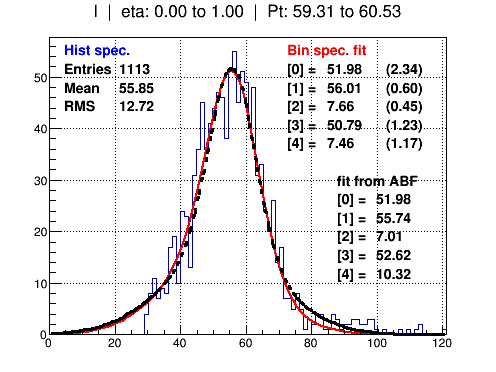 I | eta: 0.00 to 1.00 | Pt: 59.31 to 60.53
Hist spec.
Entries 1113
Mean 55.85
RMS 12.72
Bin spec. fit
[0] = 51.98 (2.34)
[1] = 56.01 (0.60)
[2] = 7.66 (0.45)
[3] = 50.79 (1.23)
[4] = 7.46 (1.17)
fit from ABF
[0] = 51.98
[1] = 55.74
[2] = 7.01
[3] = 52.62
[4] = 10.32
50
40
30
20
10
0
0 20 40 60 80 100 120